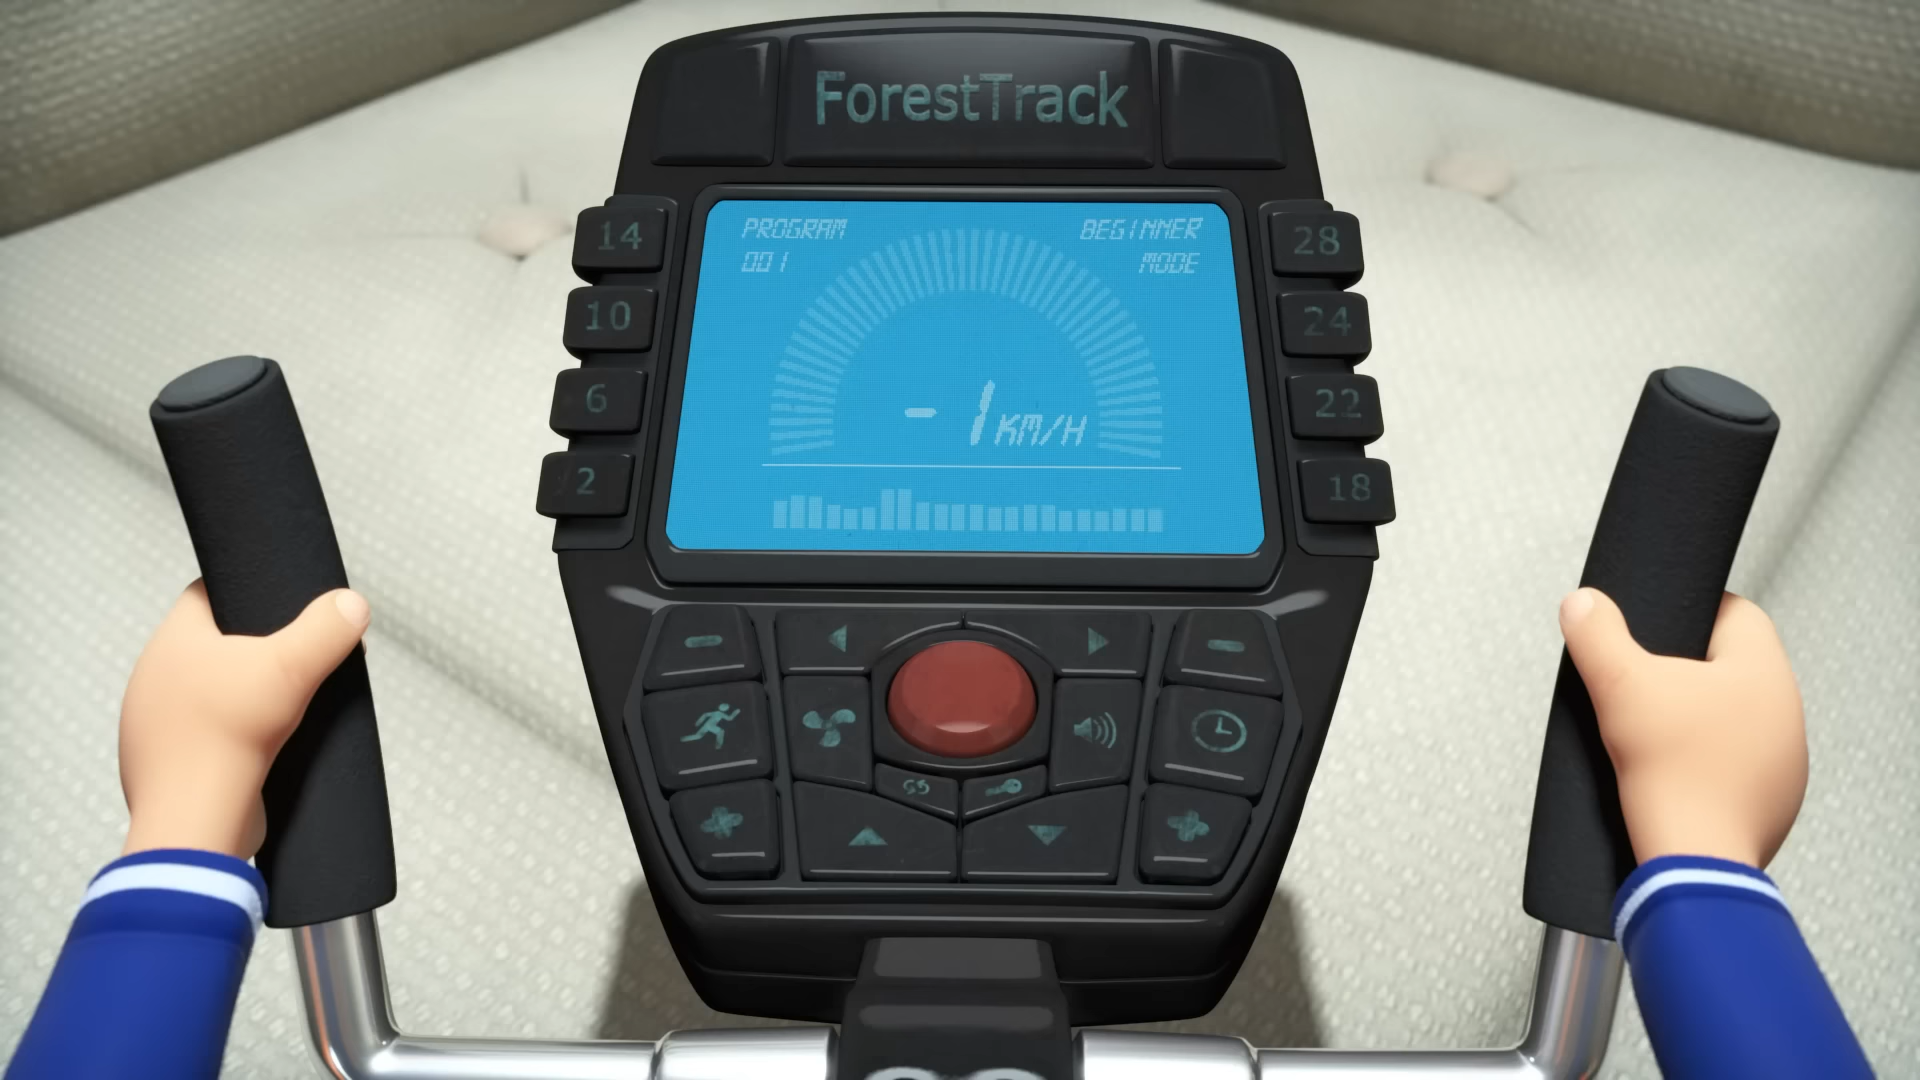 ForestTrack
PROGRAM
001
BEGINNER
MODE
14
10
6
2
28
24
22
18
- 1 KM/H